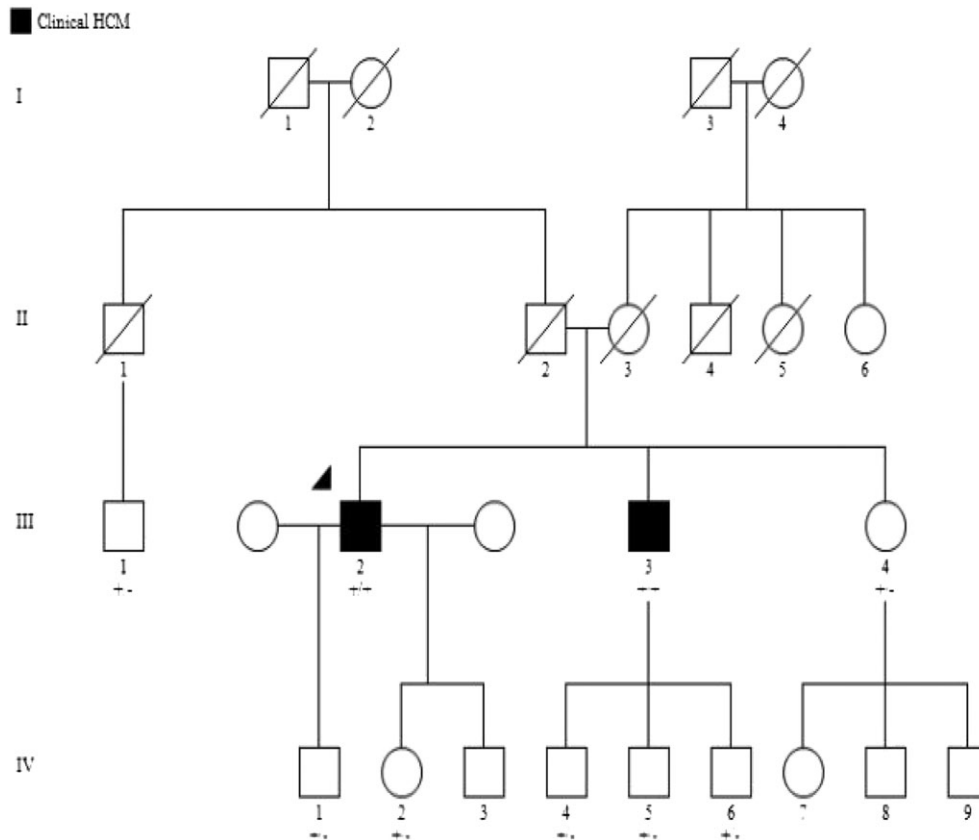 Clinical HCM
I
1 2 3 4
II
1 2 3 4 5 6
III
1 2 3 4
+ - +/+ + + + -
IV
1 2 3 4 5 6 7 8 9
+ - + - + - + - + -